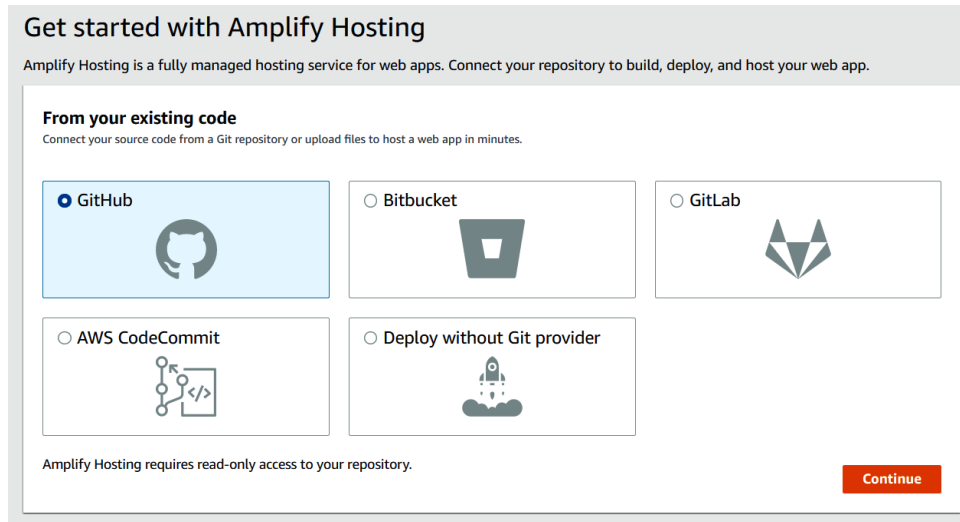 Get started with Amplify Hosting
Amplify Hosting is a fully managed hosting service for web apps. Connect your repository to build, deploy, and host your web app.
From your existing code
Connect your source code from a Git repository or upload files to host a web app in minutes.
GitHub
Bitbucket
GitLab
AWS CodeCommit
</>
Deploy without Git provider
Amplify Hosting requires read-only access to your repository.
Continue